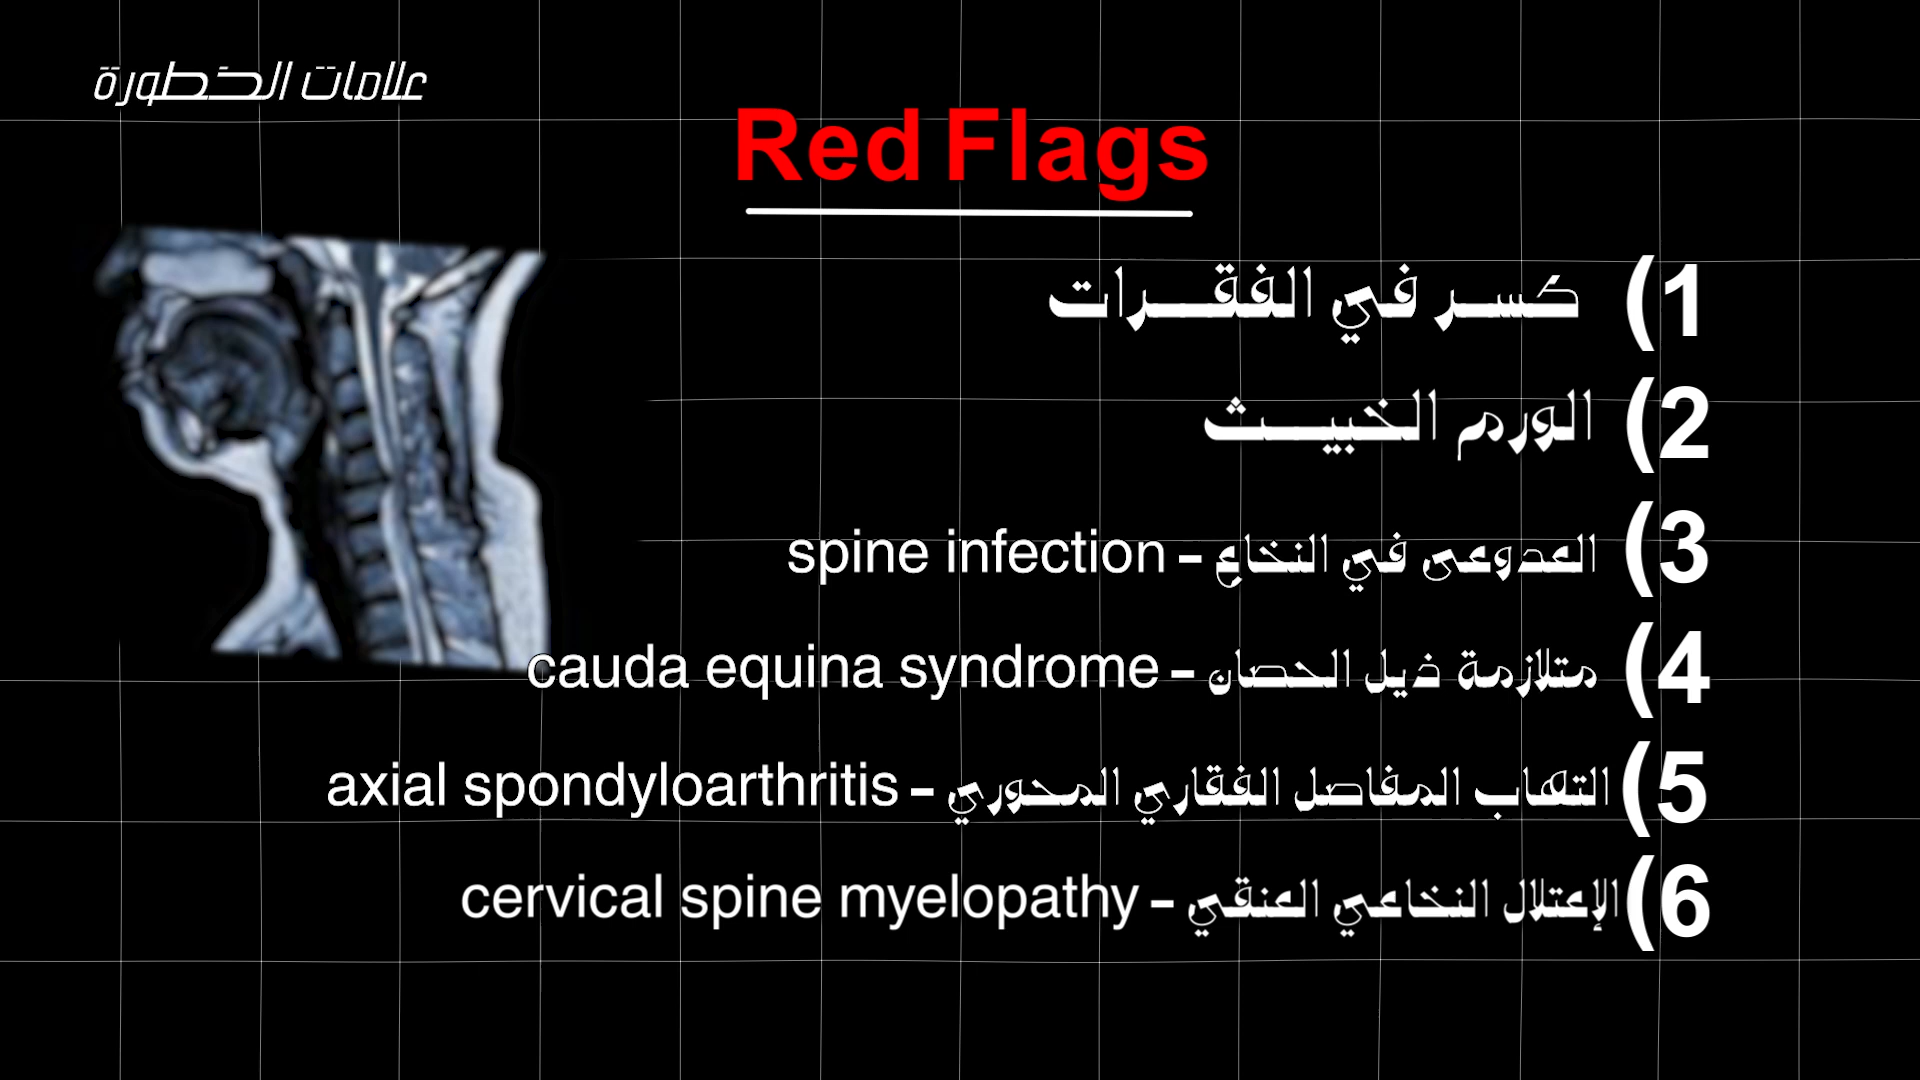 علامات الخطورة
Red Flags
1) كسر في الفقرات
2) الورم الخبيث
3) العدوعى في النخاع - spine infection
4) متلازمة ذيل الحصان - cauda equina syndrome
5) التهاب المفاصل الفقاري المحوري - axial spondyloarthritis
6) الإعتلال النخاعي العنقي - cervical spine myelopathy